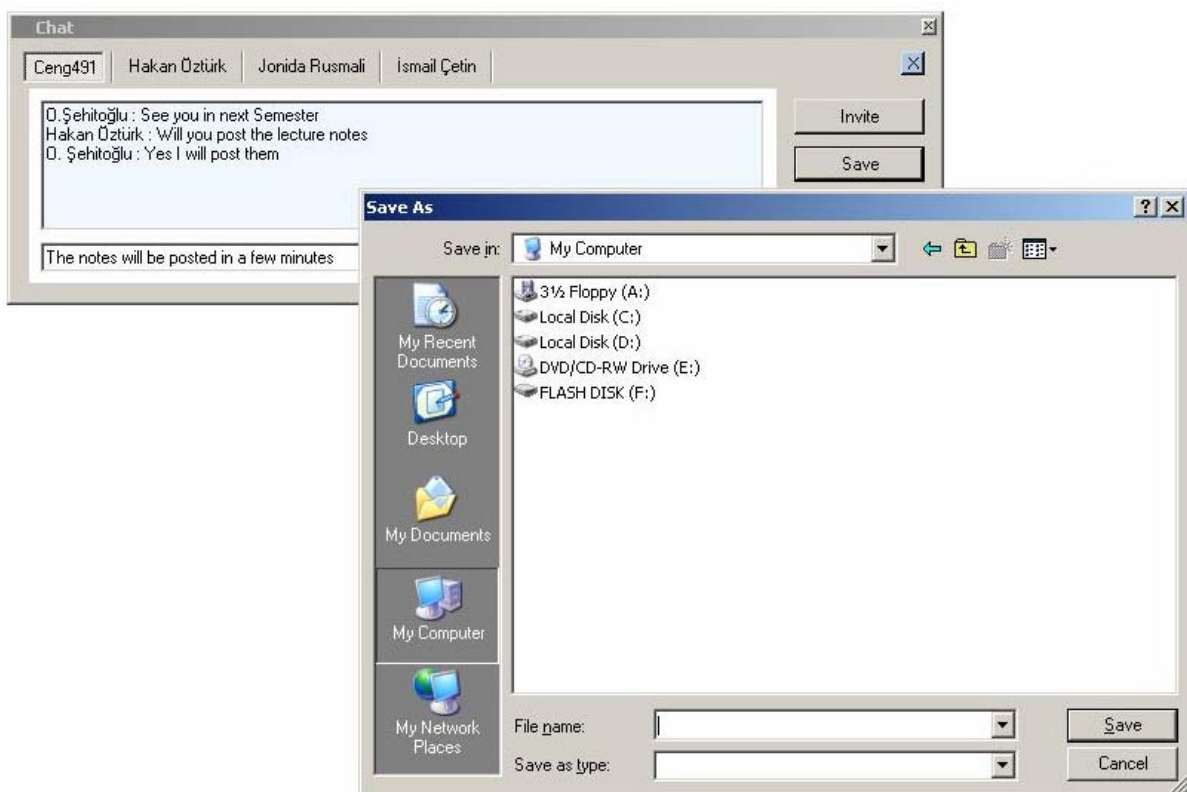 Chat
Ceng491 Hakan Öztürk Jonida Rusmali İsmail Çetin
O.Şehitoğlu : See you in next Semester
Hakan Öztürk : Will you post the lecture notes
O. Şehitoğlu : Yes I will post them
The notes will be posted in a few minutes
Invite
Save
Save As
Save in: My Computer
3½ Floppy (A:)
Local Disk (C:)
Local Disk (D:)
DVD/CD-RW Drive (E:)
FLASH DISK (F:)
My Recent
Documents
Desktop
My Documents
My Computer
My Network
Places
File name:
Save as type:
Save
Cancel